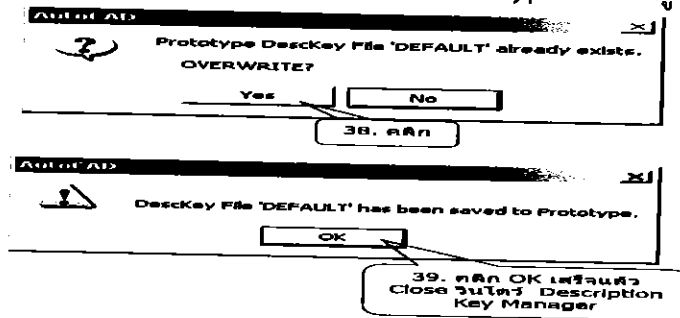 AutoCAD
Prototype DescKey File 'DEFAULT' already exists.
OVERWRITE?
Yes
No
38. คลิก
AutoCAD
DescKey File 'DEFAULT' has been saved to Prototype.
OK
39. คลิก OK เสร็จแล้ว
Close วินโดว์ Description
Key Manager